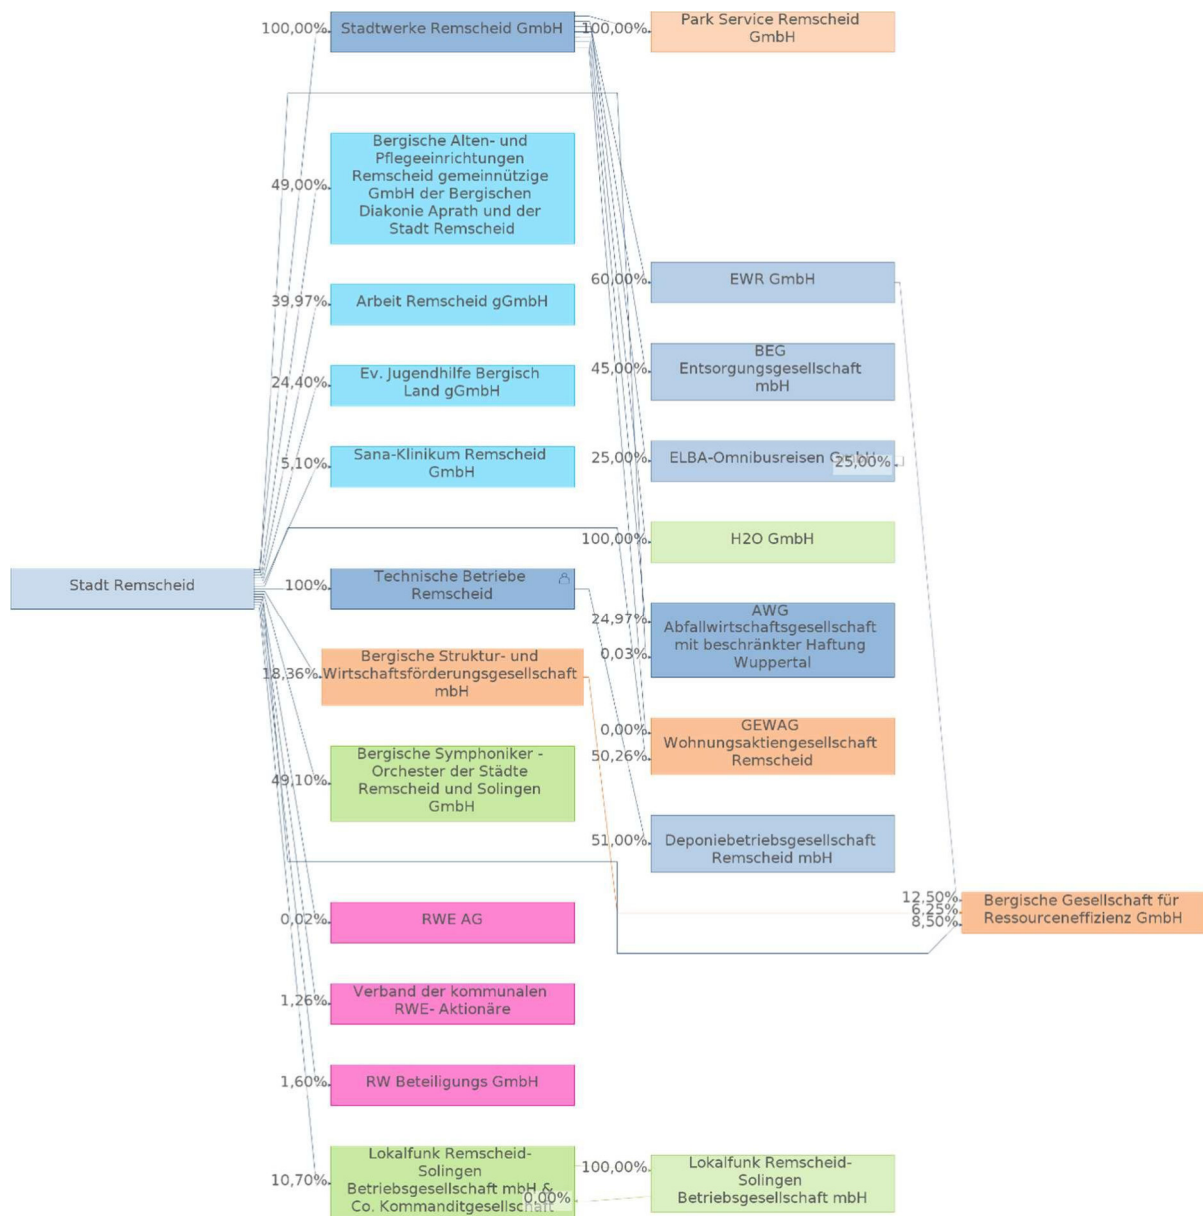 100,00%
Stadtwerke Remscheid GmbH
100,00%
Park Service Remscheid
GmbH
49,00%
Bergische Alten- und
Pflegeeinrichtungen
Remscheid gemeinnützige
GmbH der Bergischen
Diakonie Aprath und der
Stadt Remscheid
60,00%
EWR GmbH
39,97%
Arbeit Remscheid gGmbH
45,00%
BEG
Entsorgungsgesellschaft
mbH
24,40%
Ev. Jugendhilfe Bergisch
Land gGmbH
5,10%
Sana-Klinikum Remscheid
GmbH
25,00%
ELBA-Omnibusreisen GmbH
25,00%
100,00%
H2O GmbH
Stadt Remscheid
100%
Technische Betriebe
Remscheid
24,97%
0,03%
AWG
Abfallwirtschaftsgesellschaft
mit beschränkter Haftung
Wuppertal
18,36%
Bergische Struktur- und
Wirtschaftsförderungsgesellschaft
mbH
0,00%
50,26%
GEWAG
Wohnungsaktiengesellschaft
Remscheid
49,10%
Bergische Symphoniker -
Orchester der Städte
Remscheid und Solingen
GmbH
51,00%
Deponiebetriebsgesellschaft
Remscheid mbH
12,50%
6,25%
8,50%
Bergische Gesellschaft für
Ressourceneffizienz GmbH
0,02%
RWE AG
1,26%
Verband der kommunalen
RWE- Aktionäre
1,60%
RW Beteiligungs GmbH
10,70%
Lokalfunk Remscheid-
Solingen
Betriebsgesellschaft mbH &
Co. Kommanditgesellschaft
0,00%
100,00%
Lokalfunk Remscheid-
Solingen
Betriebsgesellschaft mbH